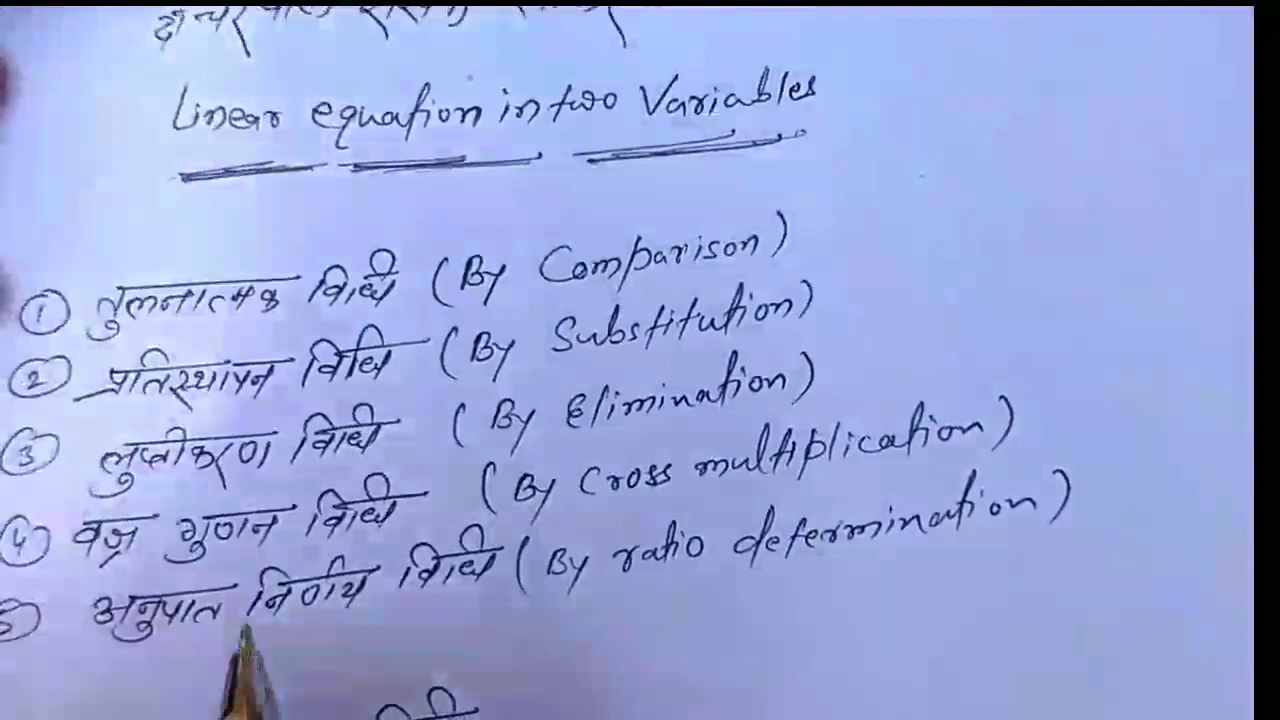 Linear equation in two Variables
① तुलनात्मक विधि (By Comparison)
② प्रतिस्थापन विधि (By Substitution)
③ लुप्तीकरण विधि (By Elimination)
④ वज्र गुणन विधि (By Cross multiplication)
5 अनुपात निर्णय विधि (By ratio determination)
विधि